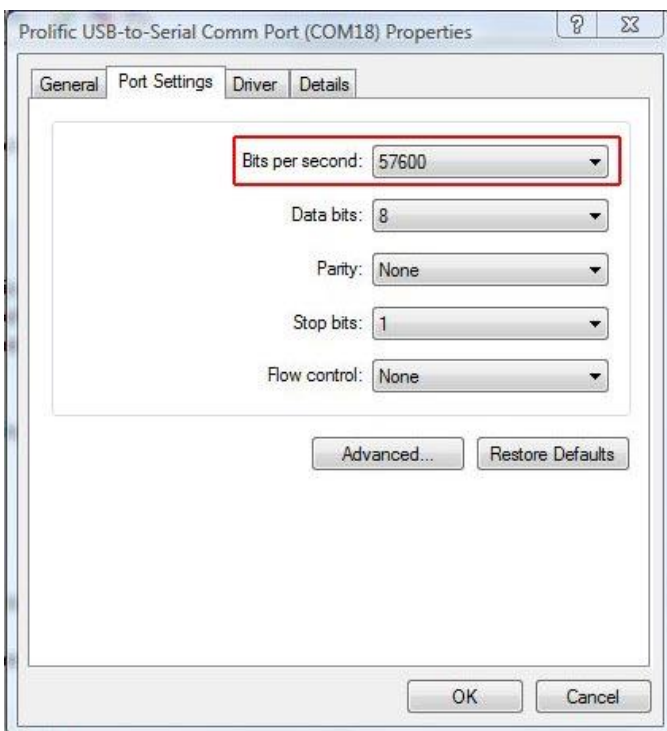 Prolific USB-to-Serial Comm Port (COM18) Properties
General Port Settings Driver Details
Bits per second: 57600
Data bits: 8
Parity: None
Stop bits: 1
Flow control: None
Advanced... Restore Defaults
OK Cancel